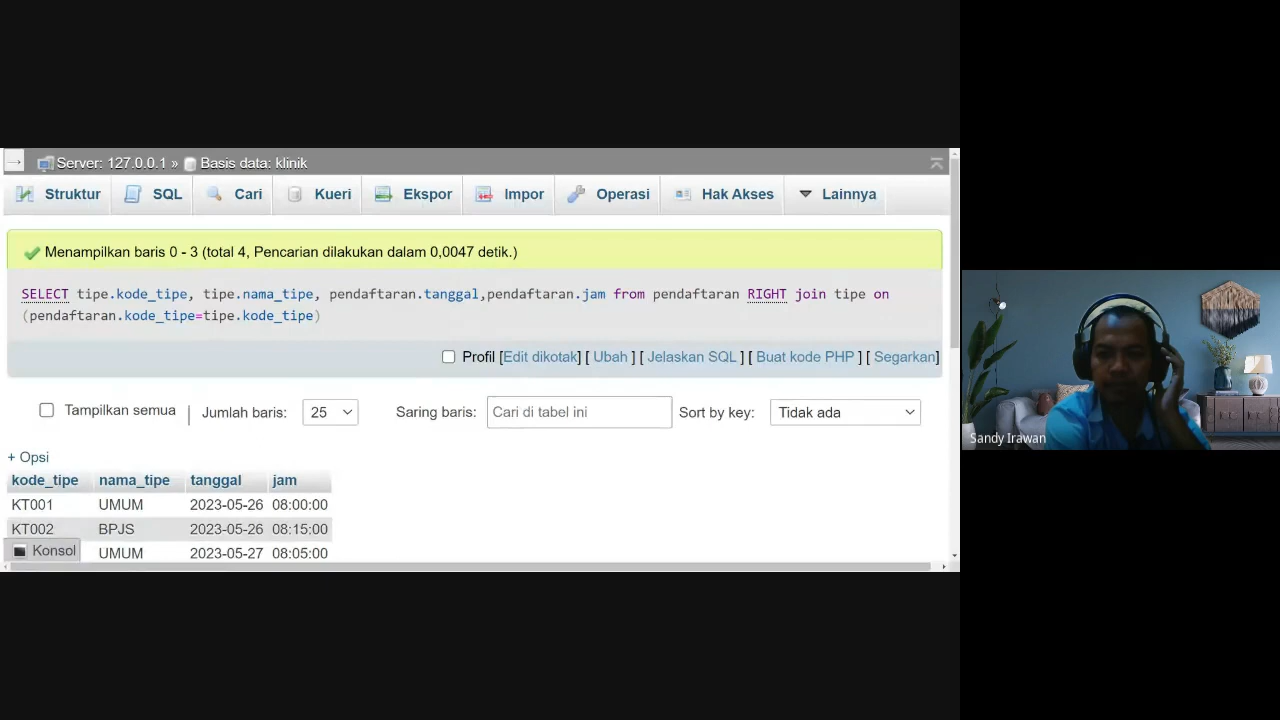 Server: 127.0.0.1 » Basis data: klinik
Struktur SQL Cari Kueri Ekspor Impor Operasi Hak Akses Lainnya
Menampilkan baris 0 - 3 (total 4, Pencarian dilakukan dalam 0,0047 detik.)
SELECT tipe.kode_tipe, tipe.nama_tipe, pendaftaran.tanggal,pendaftaran.jam from pendaftaran RIGHT join tipe on
(pendaftaran.kode_tipe=tipe.kode_tipe)
Profil [Edit dikotak] [ Ubah ] [ Jelaskan SQL ] [ Buat kode PHP ] [ Segarkan]
Tampilkan semua | Jumlah baris: 25 Saring baris: Cari di tabel ini Sort by key: Tidak ada
+ Opsi
kode_tipe nama_tipe tanggal jam
KT001 UMUM 2023-05-26 08:00:00
KT002 BPJS 2023-05-26 08:15:00
Konsol UMUM 2023-05-27 08:05:00
Sandy Irawan